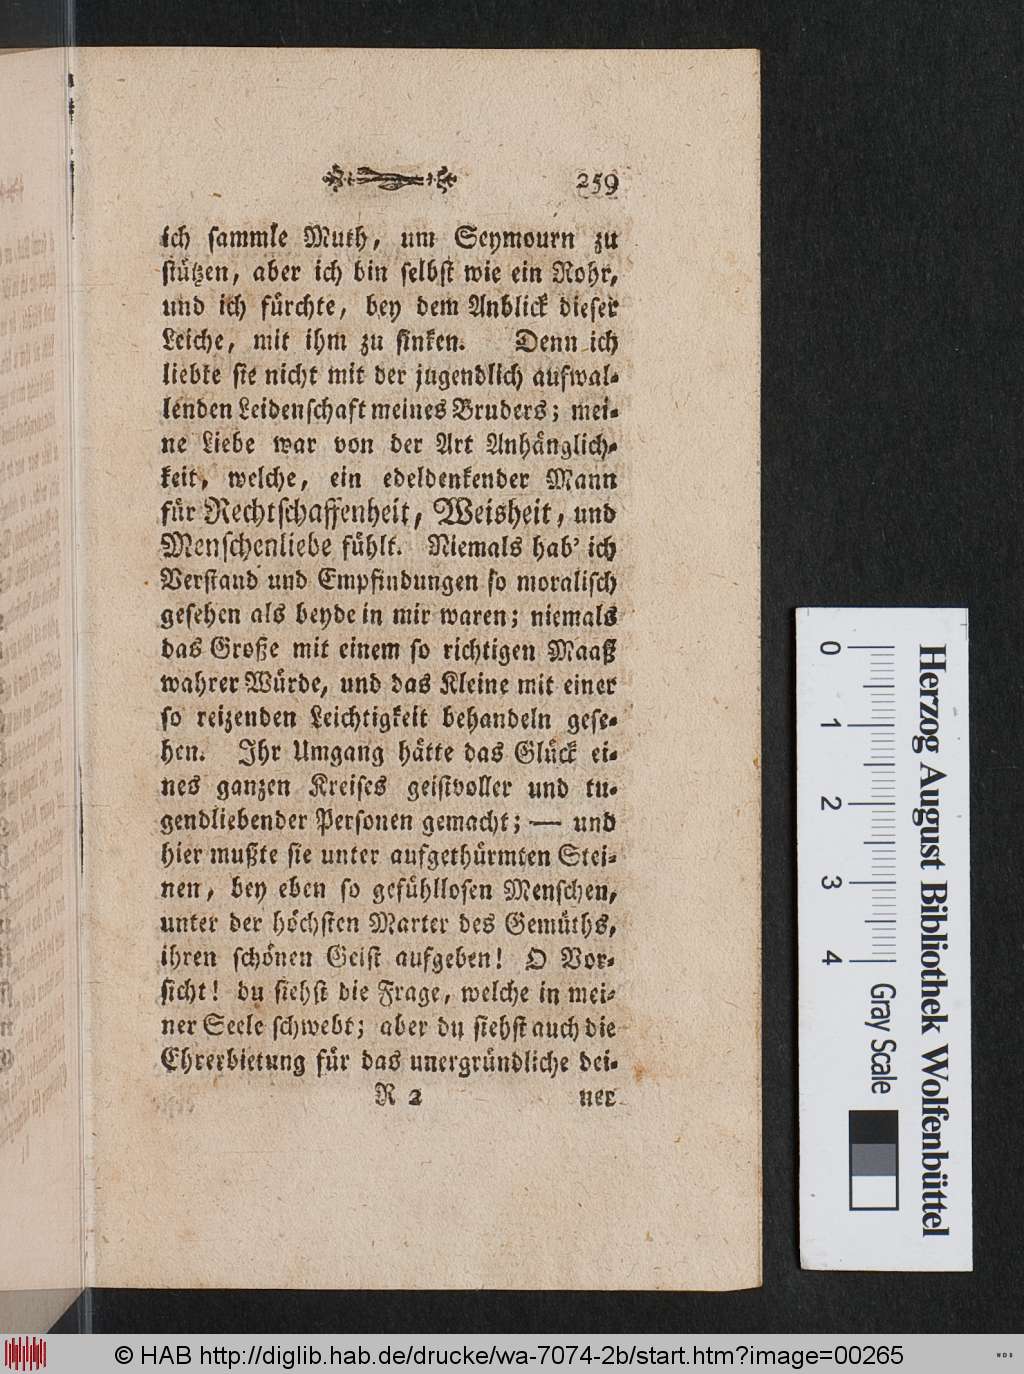 259
ich sammle Muth, um Seymourn zu
stützen, aber ich bin selbst wie ein Rohr,
und ich fürchte, bey dem Anblick dieser
Leiche, mit ihm zu sinken. Denn ich
liebte sie nicht mit der jugendlich aufwal-
lenden Leidenschaft meines Bruders; mei-
ne Liebe war von der Art Anhänglich-
keit, welche, ein edeldenkender Mann
für Rechtschaffenheit, Weisheit, und
Menschenliebe fühlt. Niemals hab' ich
Verstand und Empfindungen so moralisch
gesehen als beyde in mir waren; niemals
das Große mit einem so richtigen Maaß
wahrer Würde, und das Kleine mit einer
so reizenden Leichtigkeit behandeln gese-
hen. Ihr Umgang hätte das Glück ei-
nes ganzen Kreises geistvoller und tu-
gendliebender Personen gemacht; — und
hier mußte sie unter aufgethürmten Stei-
nen, bey eben so gefühllosen Menschen,
unter der höchsten Marter des Gemüths,
ihren schönen Geist aufgeben! O Vor-
sicht! du siehst die Frage, welche in mei-
ner Seele schwebt; aber du siehst auch die
Ehrerbietung für das unergründliche dei-
R 2 ner
Herzog August Bibliothek Wolfenbüttel
0 1 2 3 4 Gray Scale
© HAB http://diglib.hab.de/drucke/wa-7074-2b/start.htm?image=00265
WDB